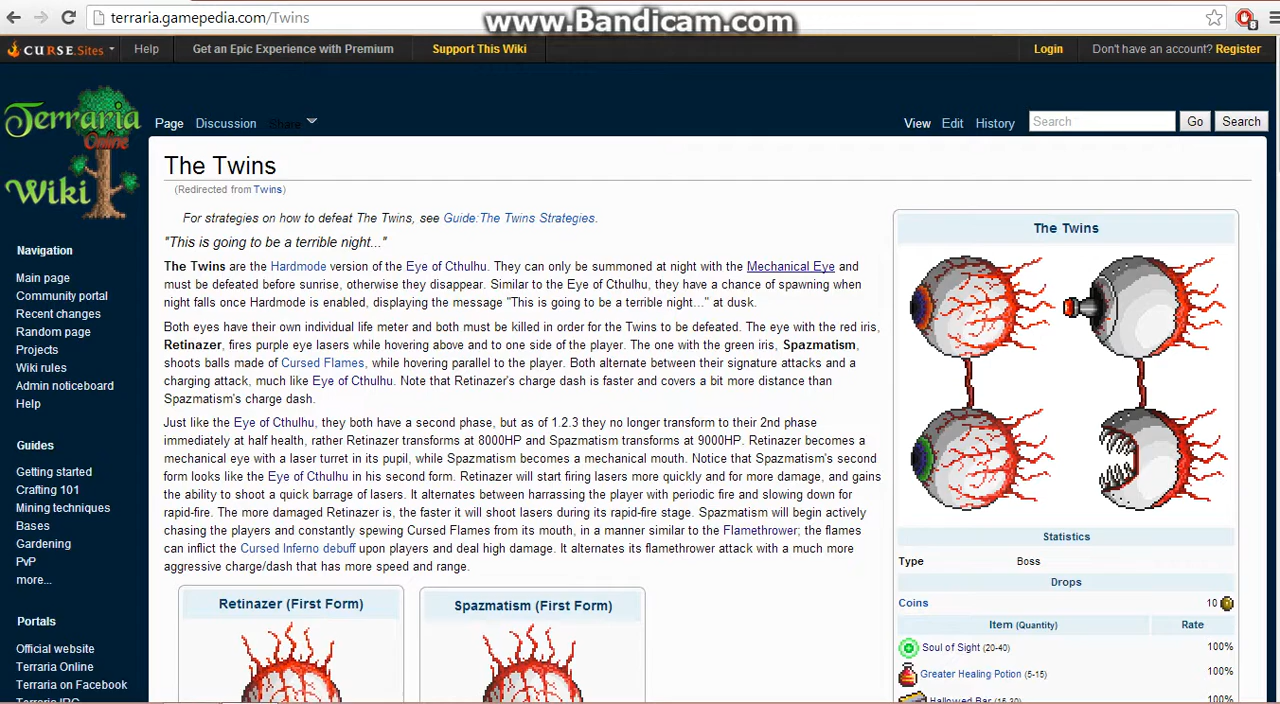 terraria.gamepedia.com/Twins
www.Bandicam.com
CURSE.Sites
Help
Get an Epic Experience with Premium
Support This Wiki
Login
Don't have an account? Register
Terraria
Online
Wiki
Page
Discussion
Share
View
Edit
History
Search
Go
Search
The Twins
(Redirected from Twins)
For strategies on how to defeat The Twins, see Guide:The Twins Strategies.
"This is going to be a terrible night..."
The Twins are the Hardmode version of the Eye of Cthulhu. They can only be summoned at night with the Mechanical Eye and
must be defeated before sunrise, otherwise they disappear. Similar to the Eye of Cthulhu, they have a chance of spawning when
night falls once Hardmode is enabled, displaying the message "This is going to be a terrible night..." at dusk.
Both eyes have their own individual life meter and both must be killed in order for the Twins to be defeated. The eye with the red iris,
Retinazer, fires purple eye lasers while hovering above and to one side of the player. The one with the green iris, Spazmatism,
shoots balls made of Cursed Flames, while hovering parallel to the player. Both alternate between their signature attacks and a
charging attack, much like Eye of Cthulhu. Note that Retinazer's charge dash is faster and covers a bit more distance than
Spazmatism's charge dash.
Just like the Eye of Cthulhu, they both have a second phase, but as of 1.2.3 they no longer transform to their 2nd phase
immediately at half health, rather Retinazer transforms at 8000HP and Spazmatism transforms at 9000HP. Retinazer becomes a
mechanical eye with a laser turret in its pupil, while Spazmatism becomes a mechanical mouth. Notice that Spazmatism's second
form looks like the Eye of Cthulhu in his second form. Retinazer will start firing lasers more quickly and for more damage, and gains
the ability to shoot a quick barrage of lasers. It alternates between harrassing the player with periodic fire and slowing down for
rapid-fire. The more damaged Retinazer is, the faster it will shoot lasers during its rapid-fire stage. Spazmatism will begin actively
chasing the players and constantly spewing Cursed Flames from its mouth, in a manner similar to the Flamethrower; the flames
can inflict the Cursed Inferno debuff upon players and deal high damage. It alternates its flamethrower attack with a much more
aggressive charge/dash that has more speed and range.
Retinazer (First Form)
Spazmatism (First Form)
The Twins
Statistics
Type Boss
Drops
Coins 10
Item (Quantity) Rate
Soul of Sight (20-40) 100%
Greater Healing Potion (5-15) 100%
Hallowed Bar (15-30) 100%
Navigation
Main page
Community portal
Recent changes
Random page
Projects
Wiki rules
Admin noticeboard
Help
Guides
Getting started
Crafting 101
Mining techniques
Bases
Gardening
PvP
more...
Portals
Official website
Terraria Online
Terraria on Facebook
Terraria IRC